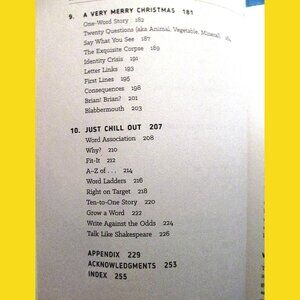 9. A VERY MERRY CHRISTMAS 181
One-Word Story 182
Twenty Questions (aka Animal, Vegetable, Mineral)
Say What You See 187
The Exquisite Corpse 189
Identity Crisis 191
Letter Links 193
First Lines 195
Consequences 198
Brian! Brian? 201
Blabbermouth 203
10. JUST CHILL OUT 207
Word Association 208
Why? 210
Fit-It 212
A–Z of . . . 214
Word Ladders 216
Right on Target 218
Ten-to-One Story 220
Grow a Word 222
Write Against the Odds 224
Talk Like Shakespeare 226
APPENDIX 229
ACKNOWLEDGMENTS 253
INDEX 255